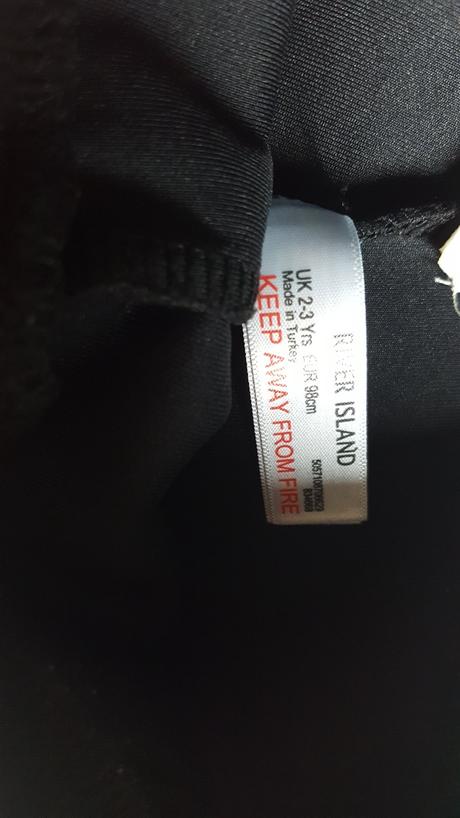 RIVER ISLAND
UK 2-3 Yrs EUR 98cm
Made in Turkey
KEEP AWAY FROM FIRE